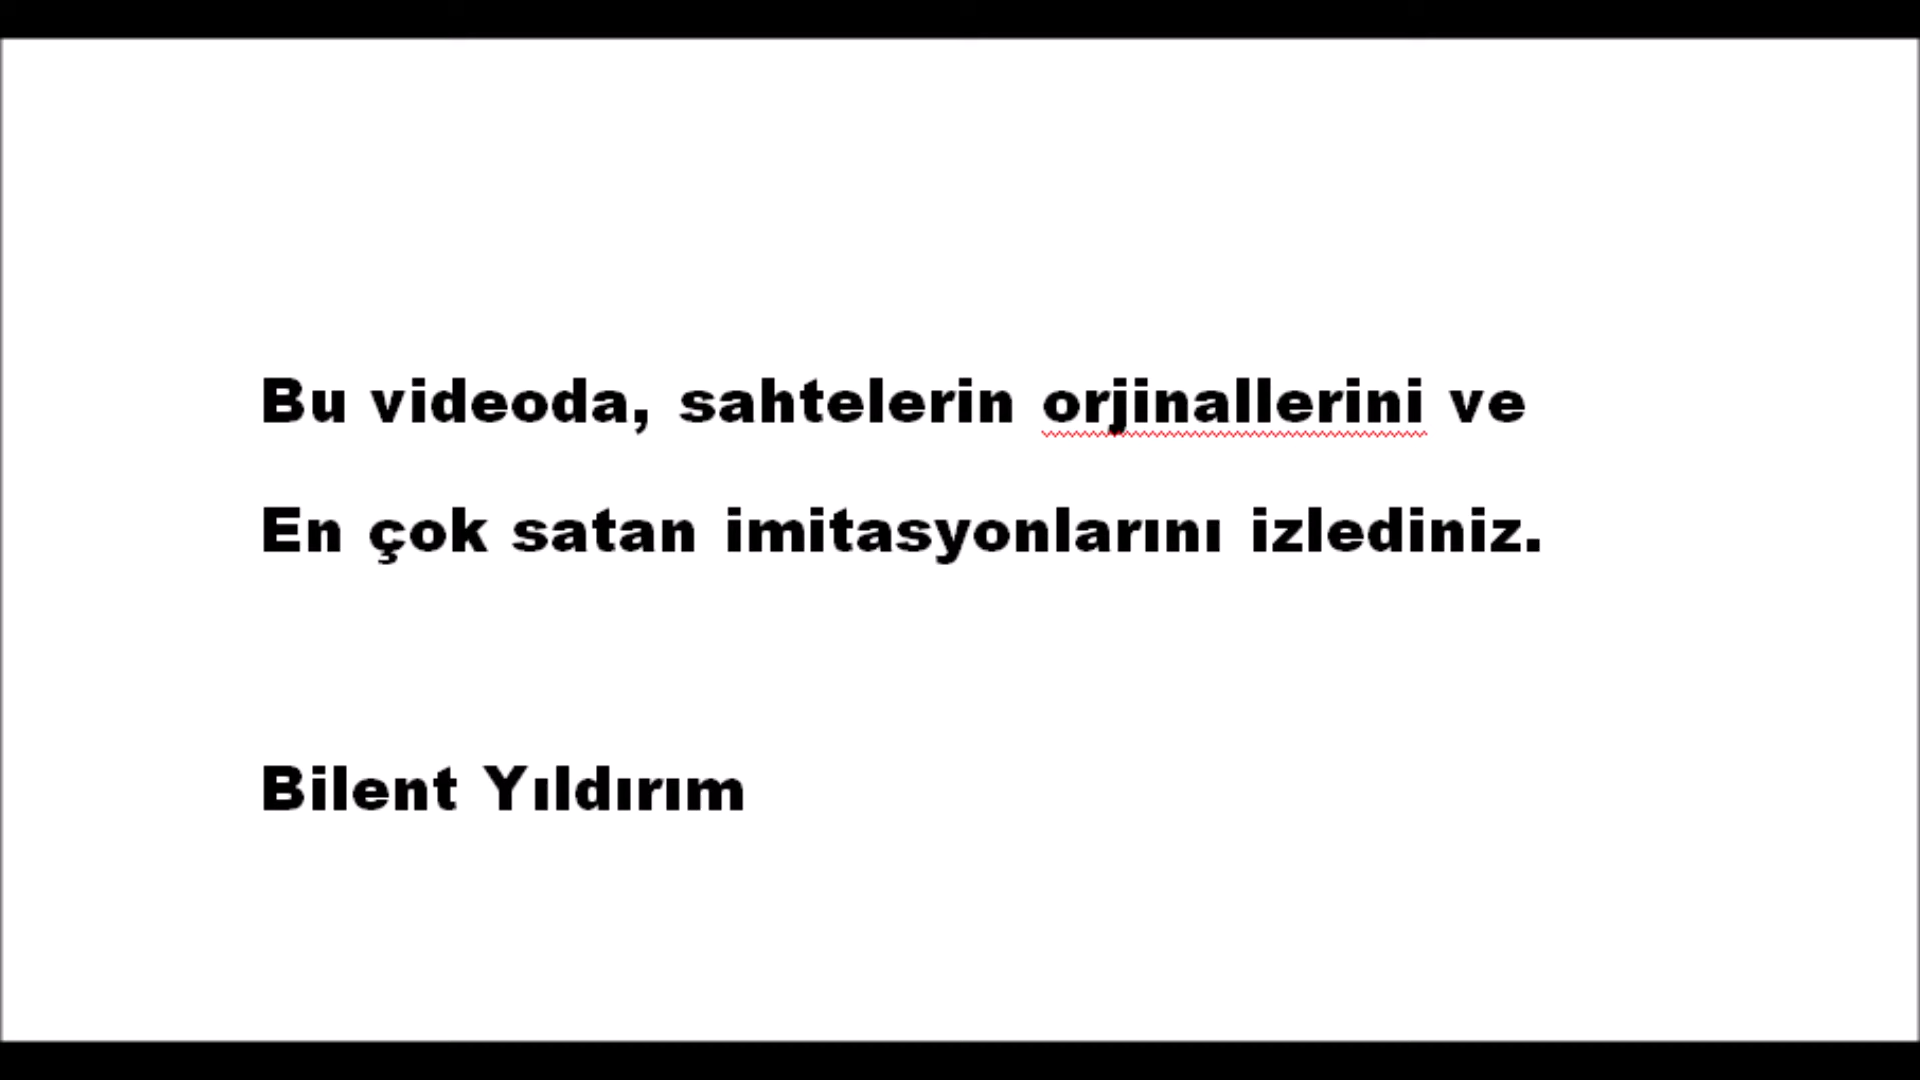 Bu videoda, sahtelerin orjinallerini ve
En çok satan imitasyonlarını izlediniz.
Bilent Yıldırım